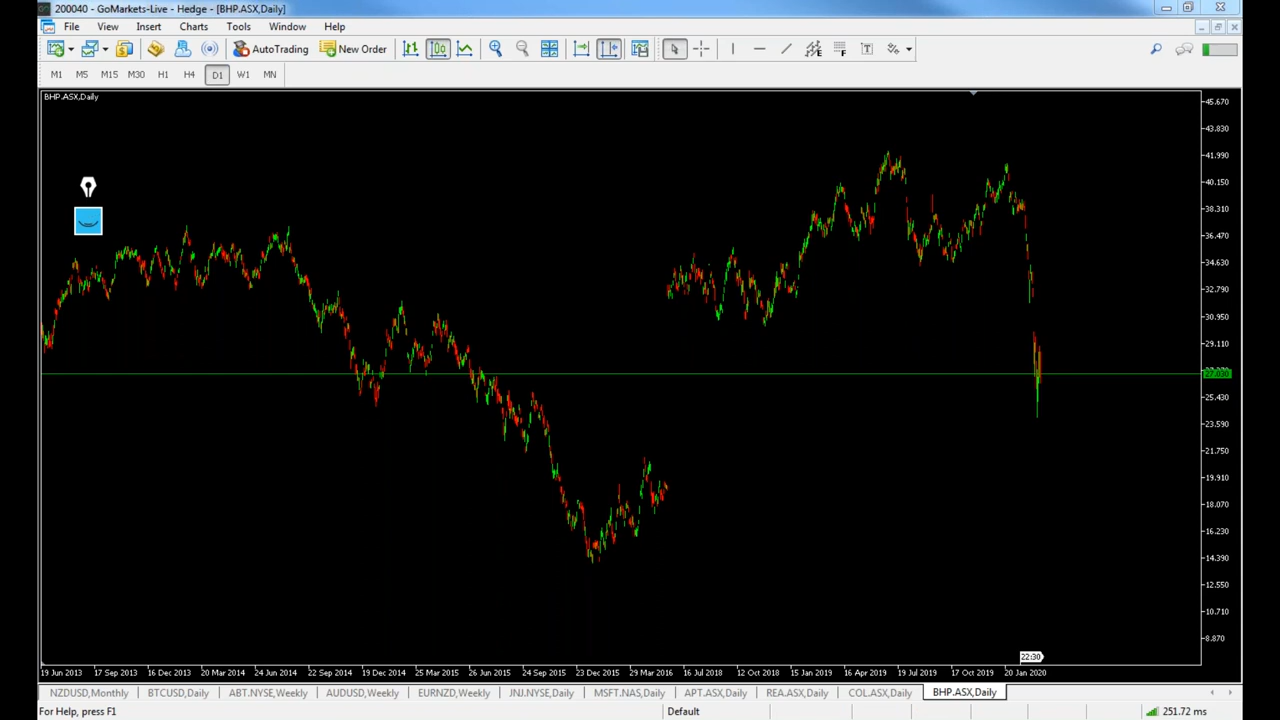 200040 - GoMarkets-Live - Hedge - [BHP.ASX,Daily]
File View Insert Charts Tools Window Help
AutoTrading New Order
M1 M5 M15 M30 H1 H4 D1 W1 MN
BHP.ASX,Daily
45.670
43.830
41.990
40.150
38.310
36.470
34.630
32.790
30.950
29.110
25.430
23.590
21.750
19.910
18.070
16.230
14.390
12.550
10.710
8.870
22:30
19 Jun 2013 17 Sep 2013 16 Dec 2013 20 Mar 2014 24 Jun 2014 22 Sep 2014 19 Dec 2014 25 Mar 2015 26 Jun 2015 24 Sep 2015 23 Dec 2015 29 Mar 2016 16 Jul 2018 12 Oct 2018 15 Jan 2019 16 Apr 2019 19 Jul 2019 17 Oct 2019 20 Jan 2020
NZDUSD,Monthly BTCUSD,Daily ABT.NYSE,Weekly AUDUSD,Weekly EURNZD,Weekly JNJ.NYSE,Daily MSFT.NAS,Daily APT.ASX,Daily REA.ASX,Daily COL.ASX,Daily BHP.ASX,Daily
For Help, press F1 Default 251.72 ms